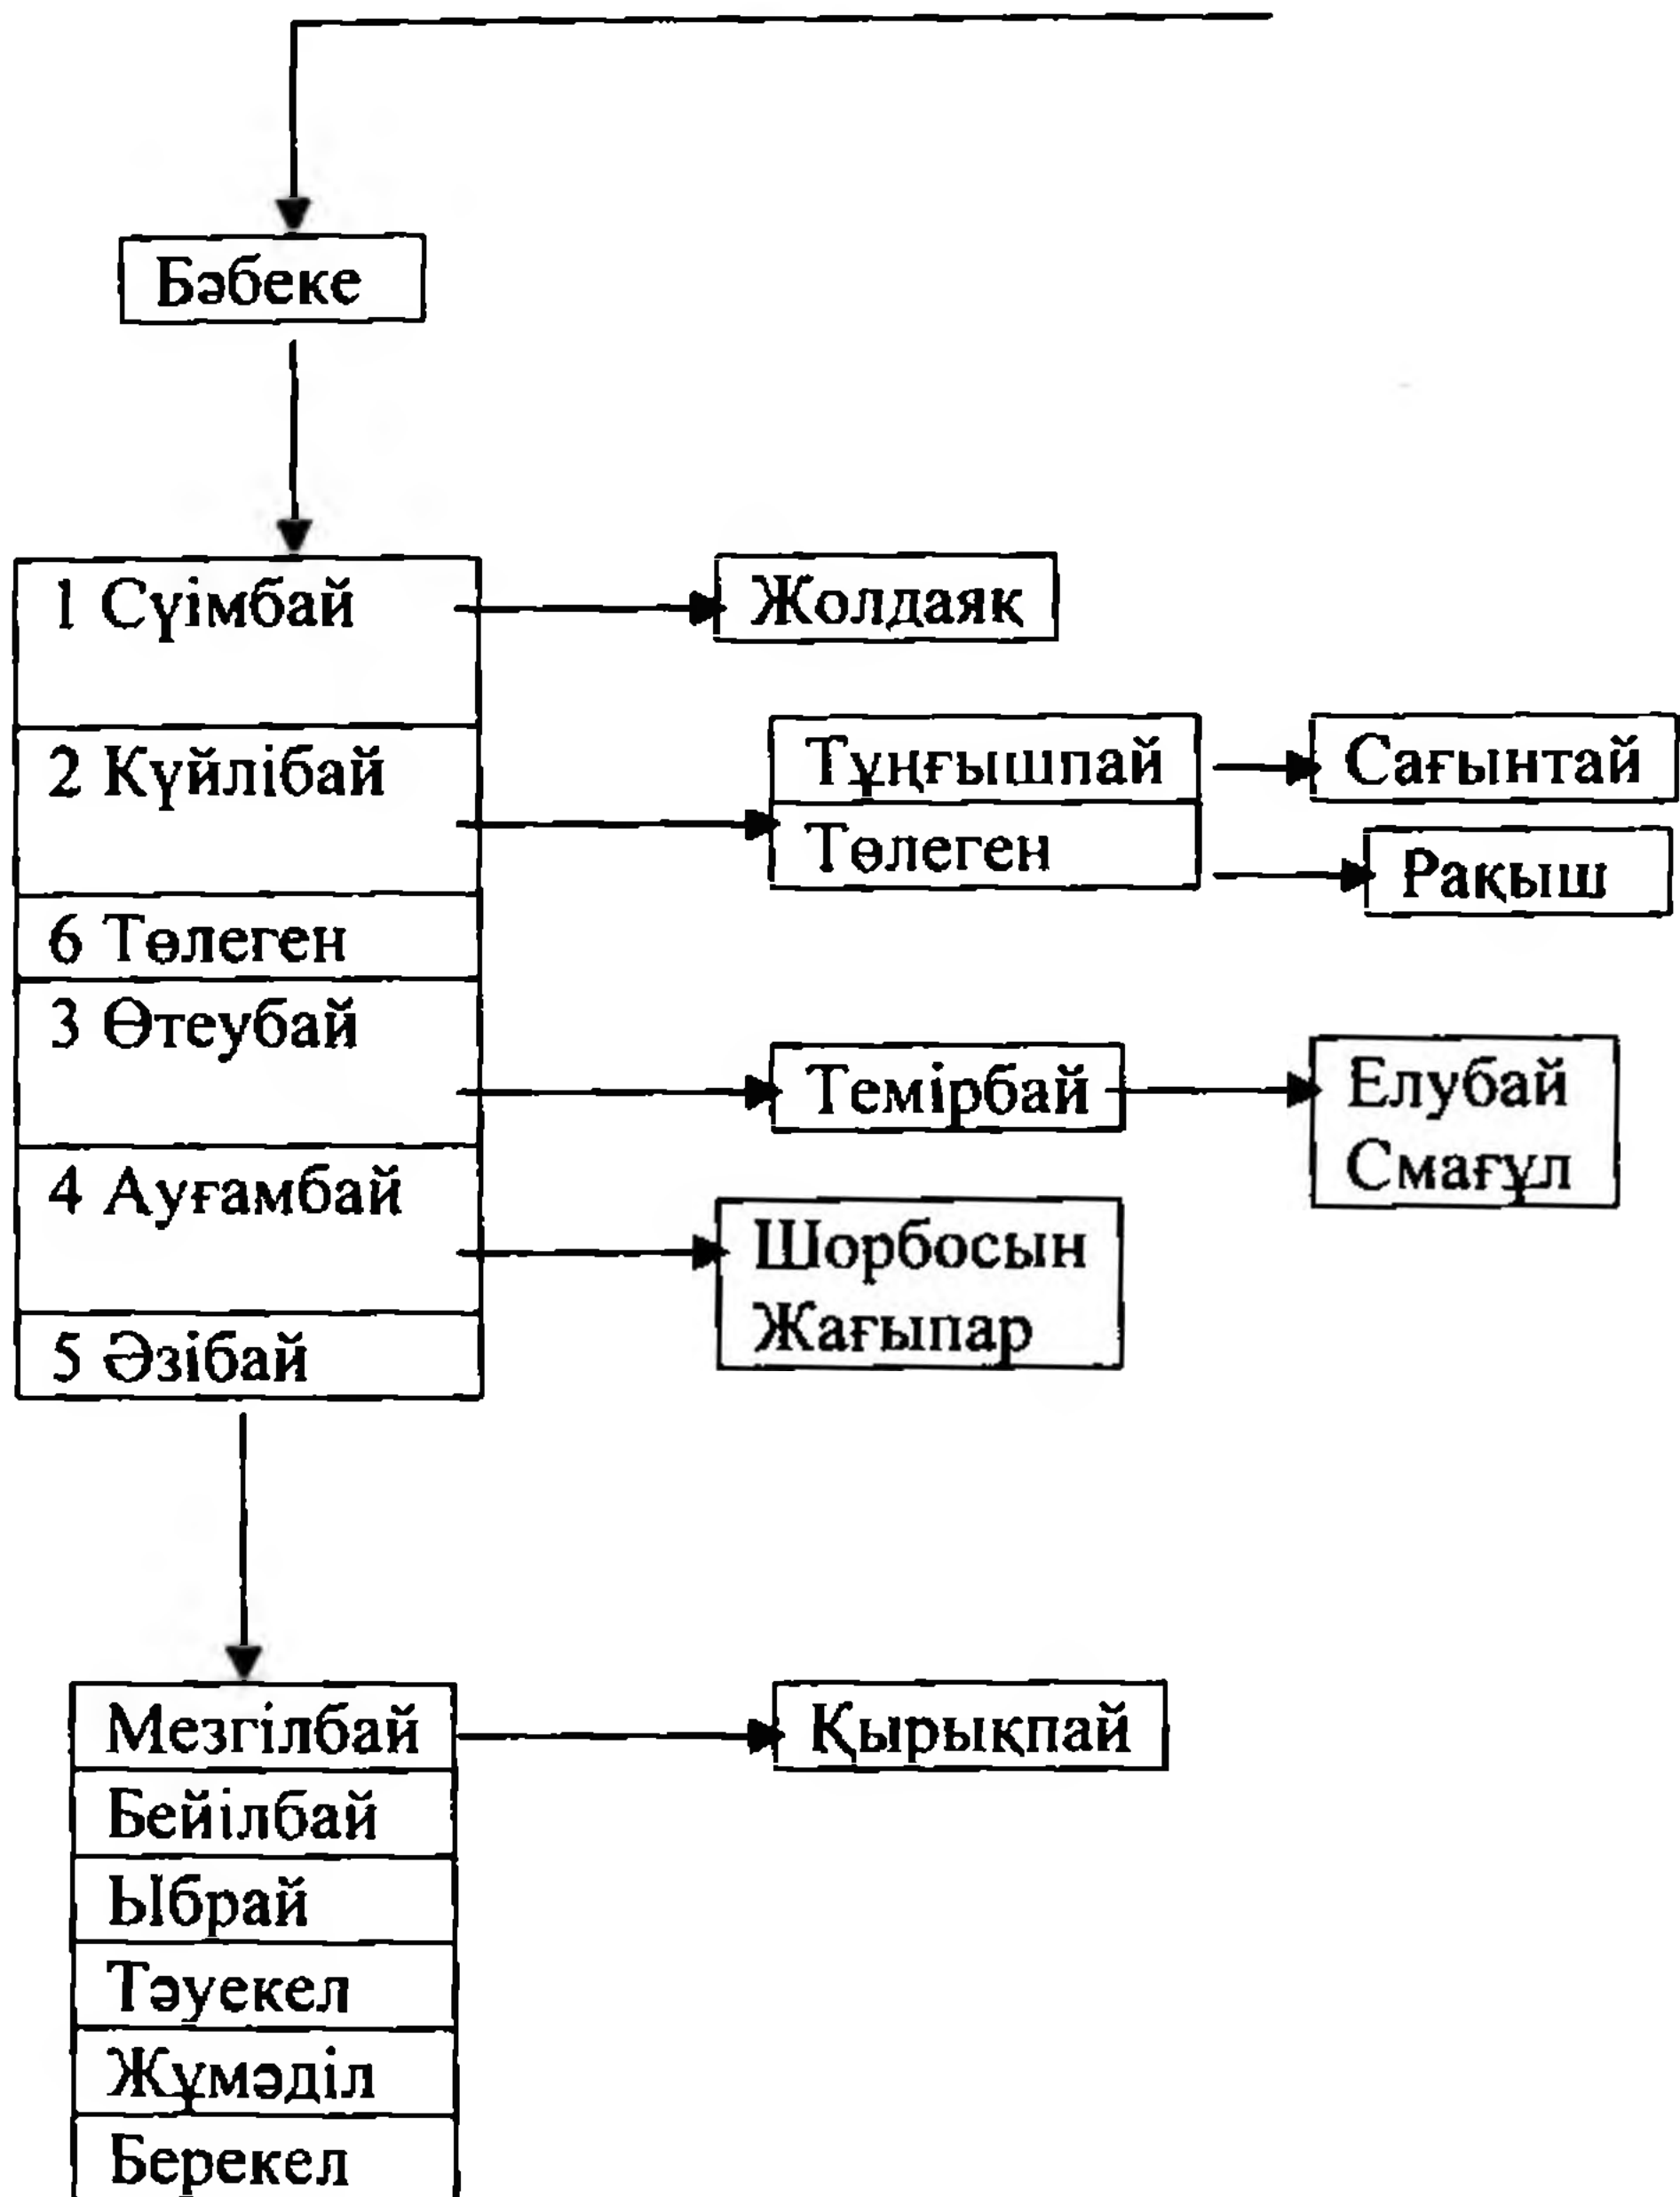 Бәбеке
1 Сүімбай
Жолдаяқ
2 Күйлібай
Тұңғышпай
Сағынтай
Төлеген
Рақыш
6 Төлеген
3 Өтеубай
Темірбай
Елубай
Смағұл
4 Ауғамбай
Шорбосын
Жағыпар
5 Әзібай
Мезгілбай
Қырықпай
Бейілбай
Ыбрай
Тәуекел
Жұмәділ
Берекел